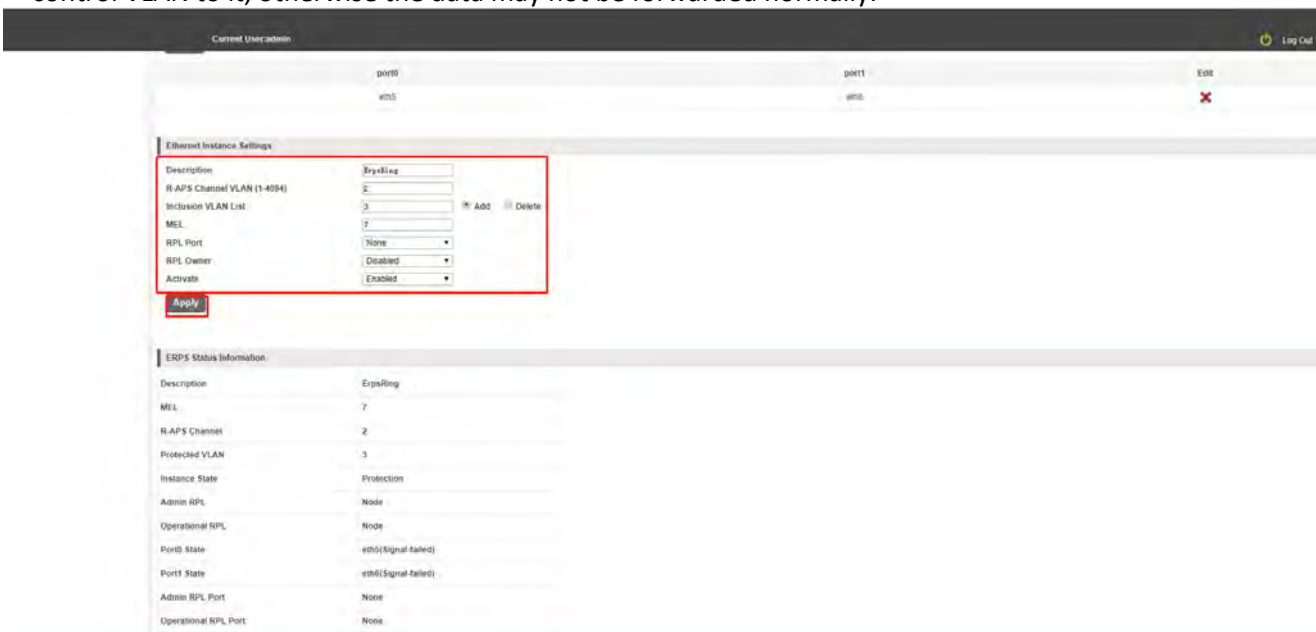 control VLAN to it, otherwise the data may not be forwarded normally.
Current User:admin Log Out
port0 port1 Edit
eth5 eth6
Ethernet Instance Settings
Description ErpsRing
R-APS Channel VLAN (1-4094) 2
Inclusion VLAN List 3 Add Delete
MEL 7
RPL Port None
RPL Owner Disabled
Activate Enabled
Apply
ERPS Status Information
Description ErpsRing
MEL 7
R-APS Channel 2
Protected VLAN 3
Instance State Protection
Admin RPL Node
Operational RPL Node
Port0 State eth5(Signal-failed)
Port1 State eth6(Signal-failed)
Admin RPL Port None
Operational RPL Port None